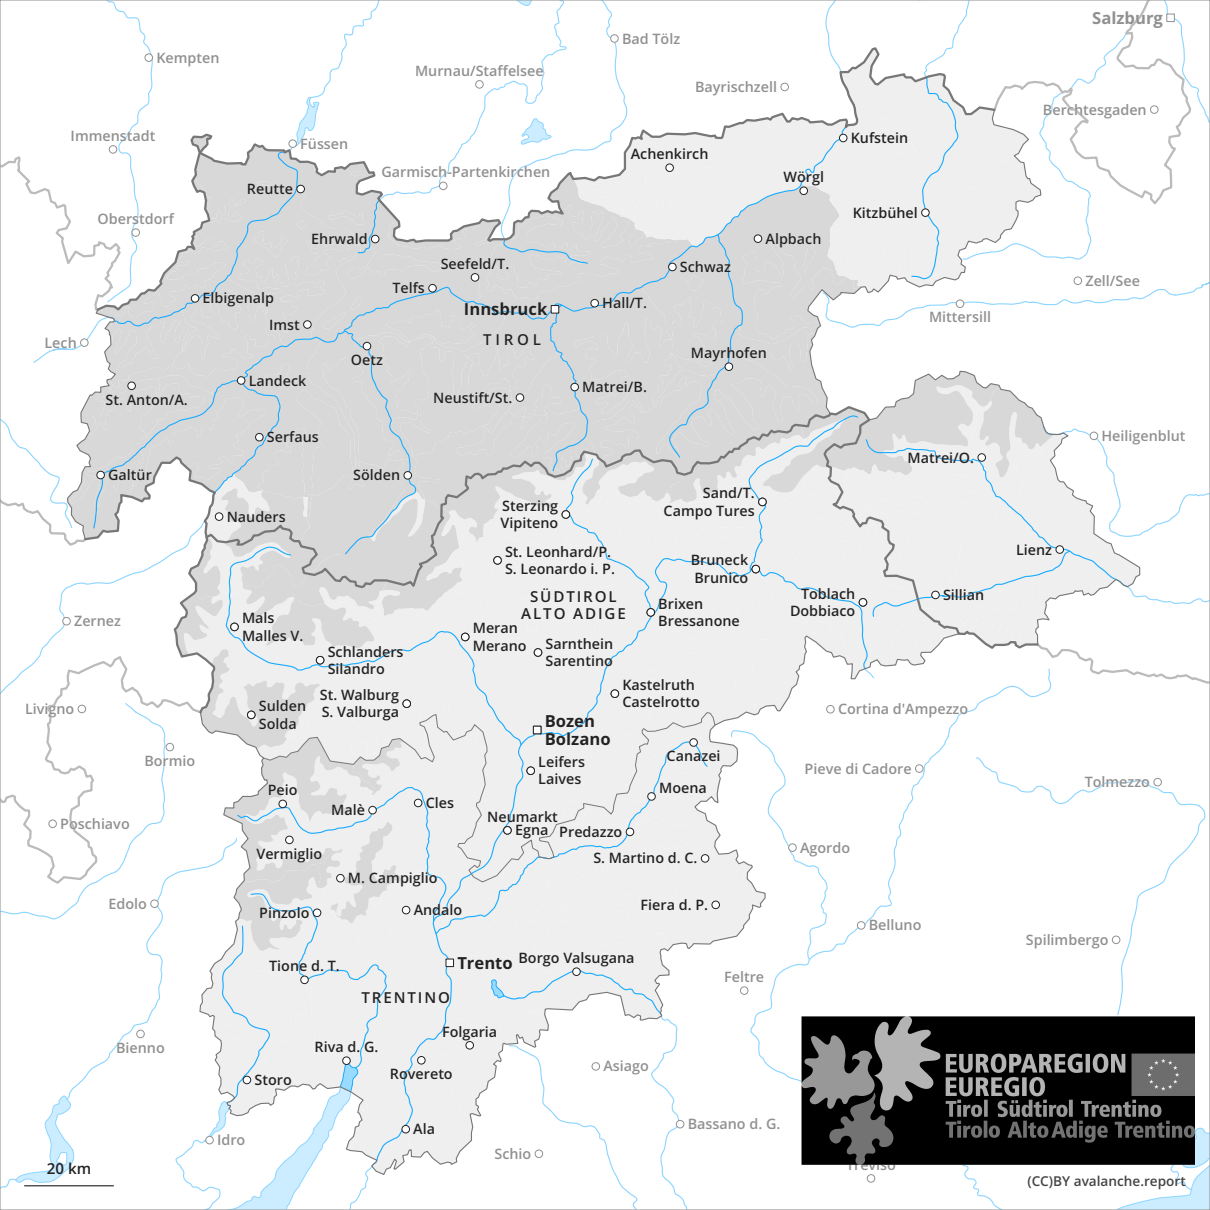 Salzburg
Bad Tölz
Kempten
Murnau/Staffelsee
Bayrischzell
Berchtesgaden
Immenstadt
Füssen
Kufstein
Achenkirch
Garmisch-Partenkirchen
Wörgl
Reutte
Oberstdorf
Kitzbühel
Ehrwald
Alpbach
Seefeld/T.
Schwaz
Zell/See
Telfs
Elbigenalp
Hall/T.
Innsbruck
Mittersill
Imst
TIROL
Lech
Oetz
Mayrhofen
Landeck
Matrei/B.
St. Anton/A.
Neustift/St.
Serfaus
Heiligenblut
Matrei/O.
Galtür
Sölden
Sand/T.
Campo Tures
Sterzing
Vipiteno
Nauders
St. Leonhard/P.
S. Leonardo i. P.
Lienz
Bruneck
Brunico
SÜDTIROL
ALTO ADIGE
Toblach
Dobbiaco
Sillian
Brixen
Bressanone
Zernez
Mals
Malles V.
Meran
Merano
Sarnthein
Sarentino
Schlanders
Silandro
Kastelruth
Castelrotto
St. Walburg
S. Valburga
Livigno
Sulden
Solda
Cortina d'Ampezzo
Bozen
Bolzano
Bormio
Canazei
Leifers
Laives
Pieve di Cadore
Tolmezzo
Peio
Moena
Malè
Cles
Neumarkt
Egna
Predazzo
Poschiavo
Vermiglio
Agordo
S. Martino d. C.
M. Campiglio
Edolo
Pinzolo
Andalo
Fiera d. P.
Belluno
Spilimbergo
Trento
Borgo Valsugana
Tione d. T.
Feltre
TRENTINO
Folgaria
Bienno
Riva d. G.
Rovereto
Asiago
Storo
EUROPAREGION
EUREGIO
Tirol Südtirol Trentino
Tirolo Alto Adige Trentino
Ala
Bassano d. G.
Idro
Schio
Treviso
20 km
(CC)BY avalanche.report